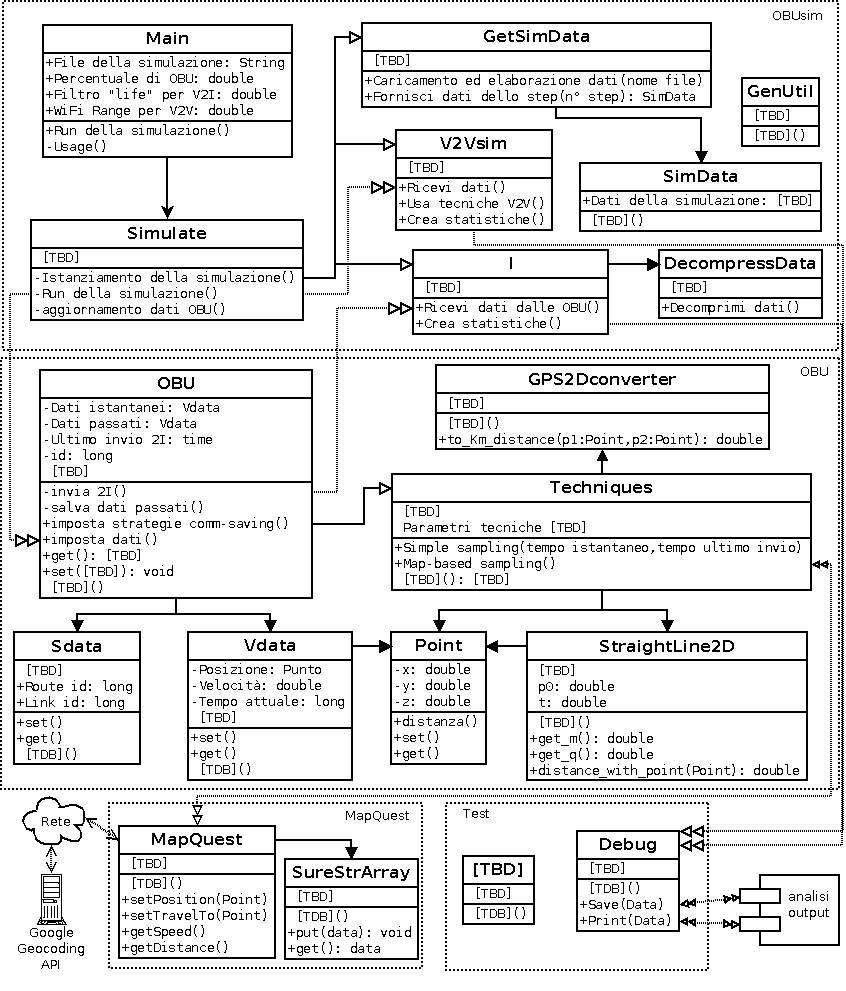 OBUsim
Main
+File della simulazione: String
+Percentuale di OBU: double
+Filtro "life" per V2I: double
+WiFi Range per V2V: double
+Run della simulazione()
-Usage()
GetSimData
[TBD]
+Caricamento ed elaborazione dati(nome file)
+Fornisci dati dello step(n° step): SimData
GenUtil
[TBD]
[TBD]()
V2Vsim
[TBD]
+Ricevi dati()
+Usa tecniche V2V()
+Crea statistiche()
SimData
+Dati della simulazione: [TBD]
[TBD]()
Simulate
[TBD]
-Istanziamento della simulazione()
-Run della simulazione()
-aggiornamento dati OBU()
I
[TBD]
+Ricevi dati dalle OBU()
+Crea statistiche()
DecompressData
[TBD]
+Decomprimi dati()
OBU
OBU
-Dati istantanei: Vdata
-Dati passati: Vdata
-Ultimo invio 2I: time
-id: long
[TBD]
-invia 2I()
-salva dati passati()
+imposta strategie comm-saving()
+imposta dati()
+get(): [TBD]
+set([TBD]): void
[TBD]()
GPS2Dconverter
[TBD]
[TBD]()
+to_Km_distance(p1:Point,p2:Point): double
Techniques
[TBD]
Parametri tecniche [TBD]
+Simple sampling(tempo istantaneo,tempo ultimo invio)
+Map-based sampling()
[TBD](): [TBD]
Sdata
[TBD]
+Route id: long
+Link id: long
+set()
+get()
[TDB]()
Vdata
-Posizione: Punto
-Velocità: double
-Tempo attuale: long
[TBD]
+set()
+get()
[TDB]()
Point
-x: double
-y: double
-z: double
+distanza()
+set()
+get()
StraightLine2D
[TBD]
p0: double
t: double
[TBD]()
+get_m(): double
+get_q(): double
+distance_with_point(Point): double
Rete
Google
Geocoding
API
MapQuest
MapQuest
[TBD]
[TDB]()
+setPosition(Point)
+setTravelTo(Point)
+getSpeed()
+getDistance()
SureStrArray
[TBD]
[TDB]()
+put(data): void
+get(): data
Test
[TBD]
[TBD]
[TDB]()
Debug
[TBD]
[TDB]()
+Save(Data)
+Print(Data)
analisi
output